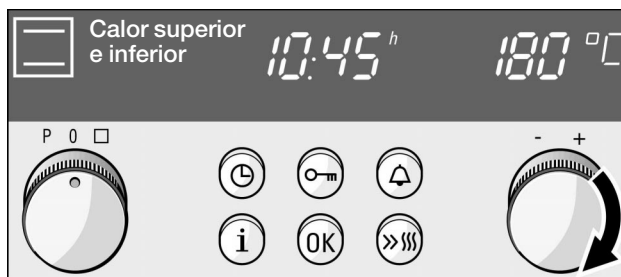 Calor superior
e inferior
10:45 h
180 °C
P 0
- +
i OK